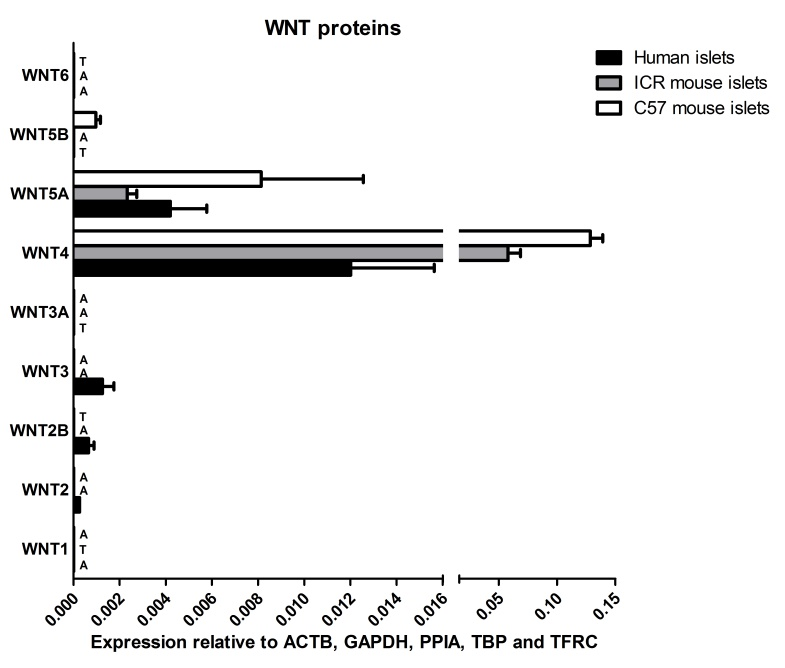 WNT proteins
Human islets
ICR mouse islets
C57 mouse islets
WNT6
T
A
A
WNT5B
A
T
WNT5A
WNT4
WNT3A
A
A
T
WNT3
A
A
WNT2B
T
A
WNT2
A
A
WNT1
A
T
A
0.000 0.002 0.004 0.006 0.008 0.010 0.012 0.014 0.016 0.05 0.10 0.15
Expression relative to ACTB, GAPDH, PPIA, TBP and TFRC